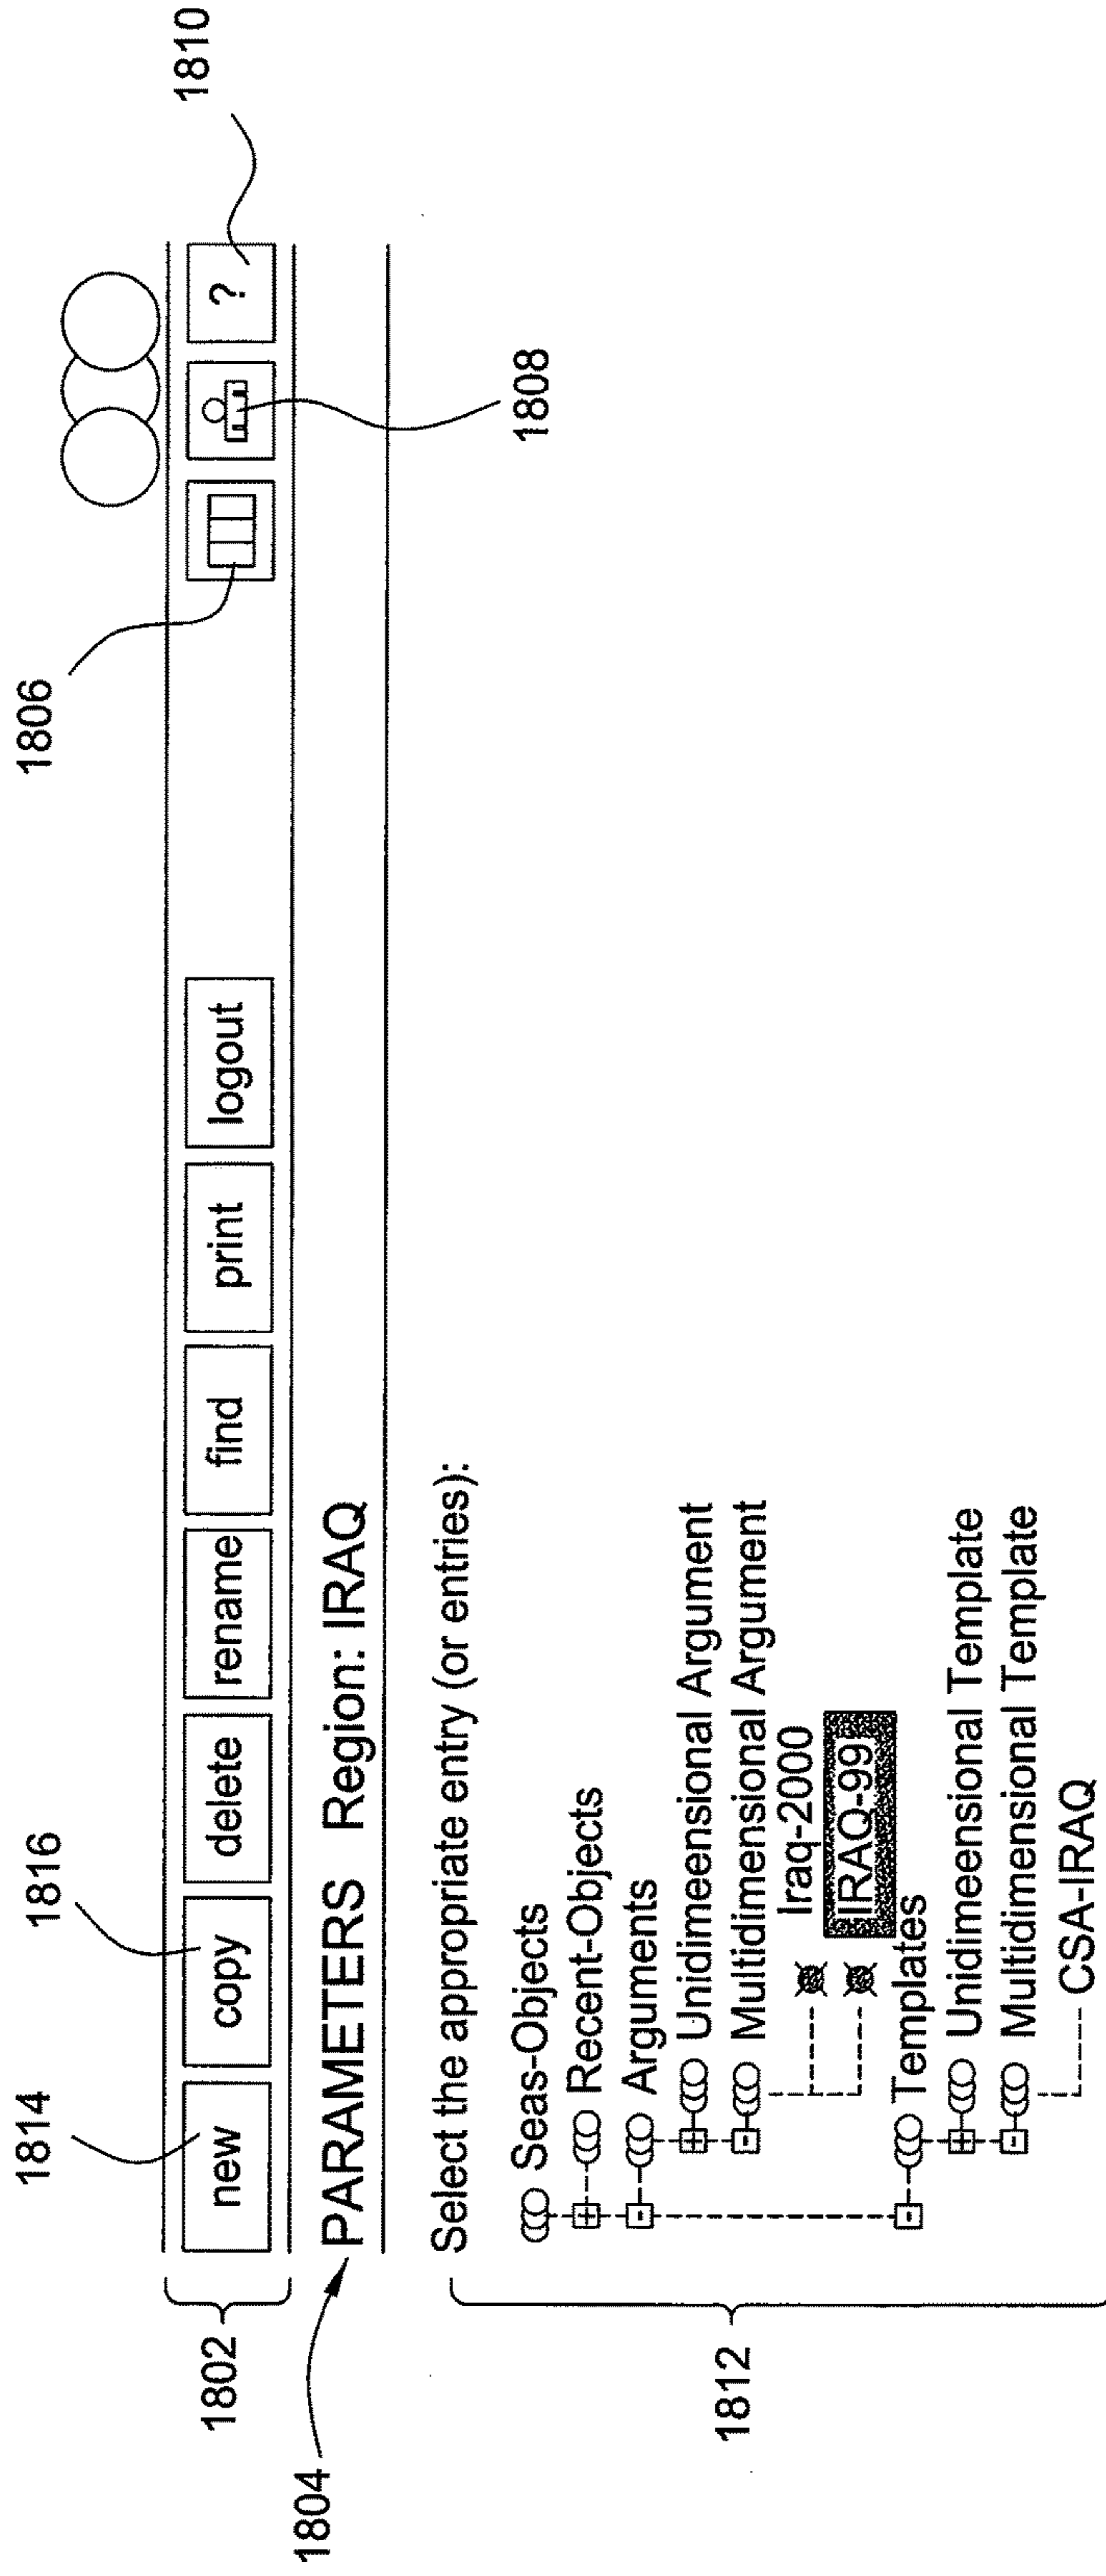 1806
1810
1814
1816
1802
new
copy
delete
rename
find
print
logout
?
1808
1804
PARAMETERS Region: IRAQ
1812
Select the appropriate entry (or entries):
Seas-Objects
+ Recent-Objects
- Arguments
+ Unidimeensional Argument
- Multidimensional Argument
Iraq-2000
IRAQ-99
- Templates
+ Unidimeensional Template
- Multidimensional Template
CSA-IRAQ